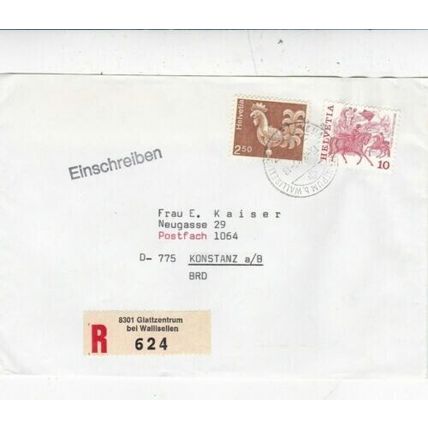 Helvetia
2.50
HELVETIA
10
Einschreiben
Frau E. Kaiser
Neugasse 29
Postfach 1064
D- 775 KONSTANZ a/B
BRD
8301 Glattzentrum
bei Wallisellen
R 624